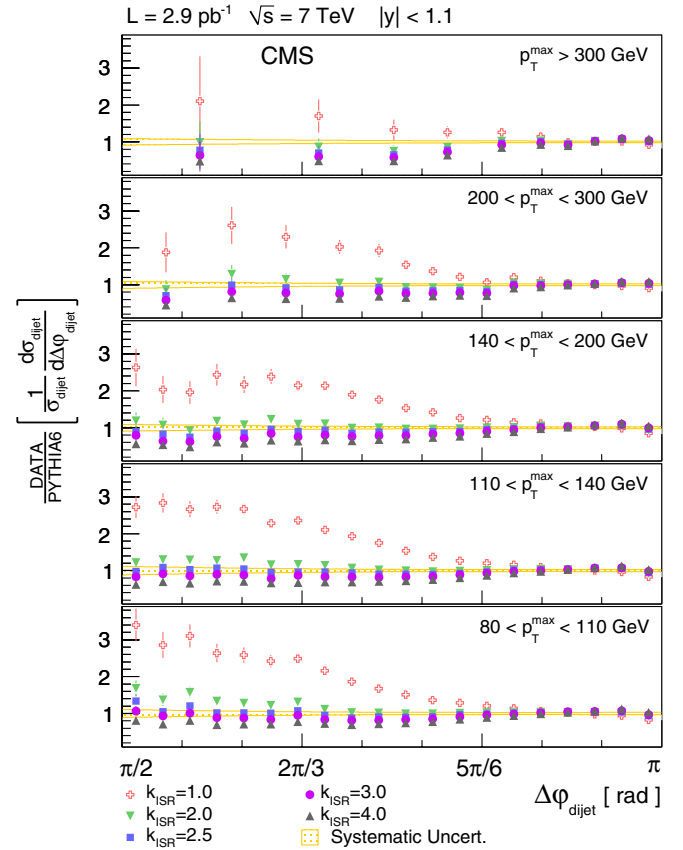 L = 2.9 pb⁻¹ √s = 7 TeV |y| < 1.1
CMS
p_T^max > 300 GeV
3
2
1
200 < p_T^max < 300 GeV
3
2
1
140 < p_T^max < 200 GeV
3
2
1
110 < p_T^max < 140 GeV
3
2
1
80 < p_T^max < 110 GeV
3
2
1
DATA/PYTHIA6 [ 1/σ_dijet dσ_dijet/dΔφ_dijet ]
π/2 2π/3 5π/6 π
Δφ_dijet [ rad ]
k_ISR=1.0 k_ISR=3.0
k_ISR=2.0 k_ISR=4.0
k_ISR=2.5 Systematic Uncert.